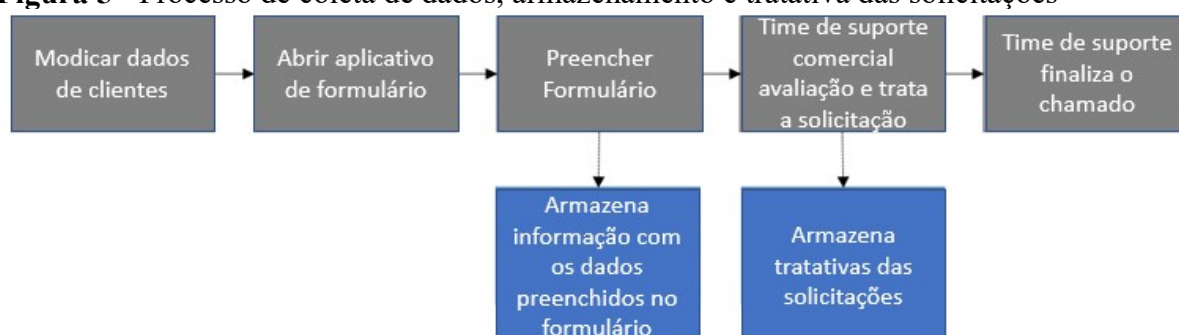 Figura 3 - Processo de coleta de dados, armazenamento e tratativa das solicitações
Modicar dados
de clientes
Abrir aplicativo
de formulário
Preencher
Formulário
Time de suporte
comercial
avaliação e trata
a solicitação
Time de suporte
finaliza o
chamado
Armazena
informação com
os dados
preenchidos no
formulário
Armazena
tratativas das
solicitações